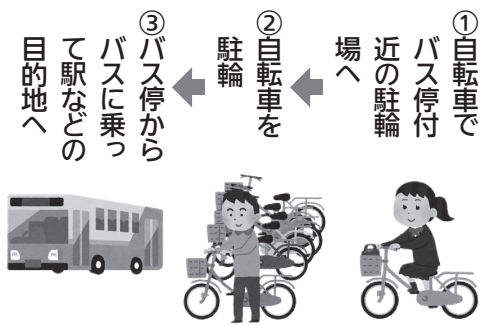 ①自転車で
バス停付
近の駐輪
場へ
②自転車を
駐輪
③バス停から
バスに乗っ
て駅などの
目的地へ